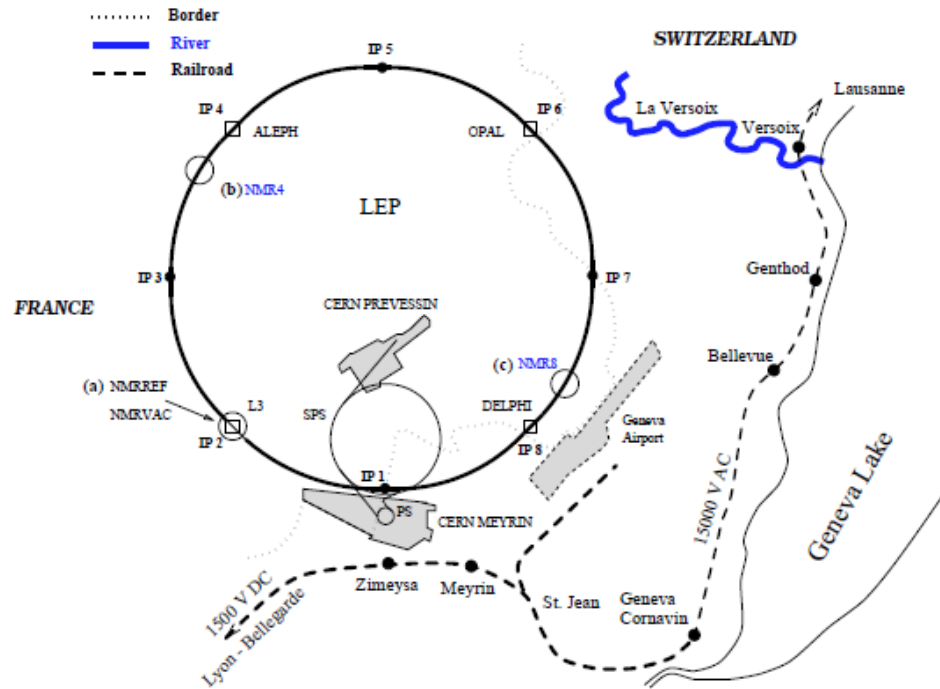 Border
River
Railroad
SWITZERLAND
IP 5
IP 4
ALEPH
IP 6
OPAL
La Versoix
Versoix
Lausanne
(b) NMR4
LEP
IP 3
IP 7
Genthod
FRANCE
CERN PREVESSIN
(c) NMR8
Bellevue
(a) NMRREF
NMRVAC
L3
IP 2
SPS
DELPHI
IP 8
Geneva
Airport
IP 1
PS
CERN MEYRIN
15000 V AC
Geneva Lake
Zimeysa
Meyrin
St. Jean
Geneva
Cornavin
1500 V DC
Lyon - Bellegarde